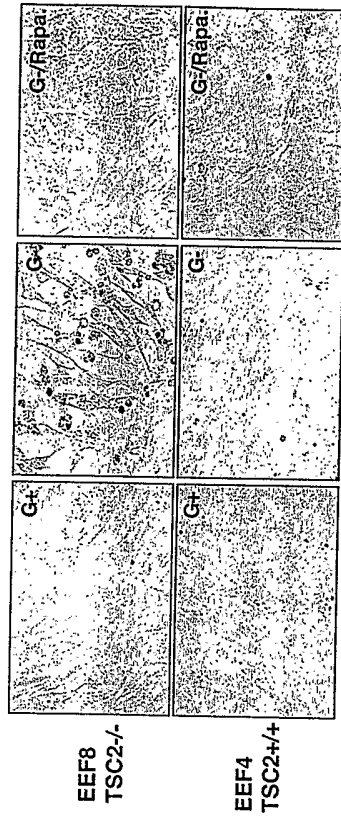 EEF8
TSC2-/-
G+
G-
G-/Rapa.
EEF4
TSC2+/+
G+
G-
G-/Rapa.